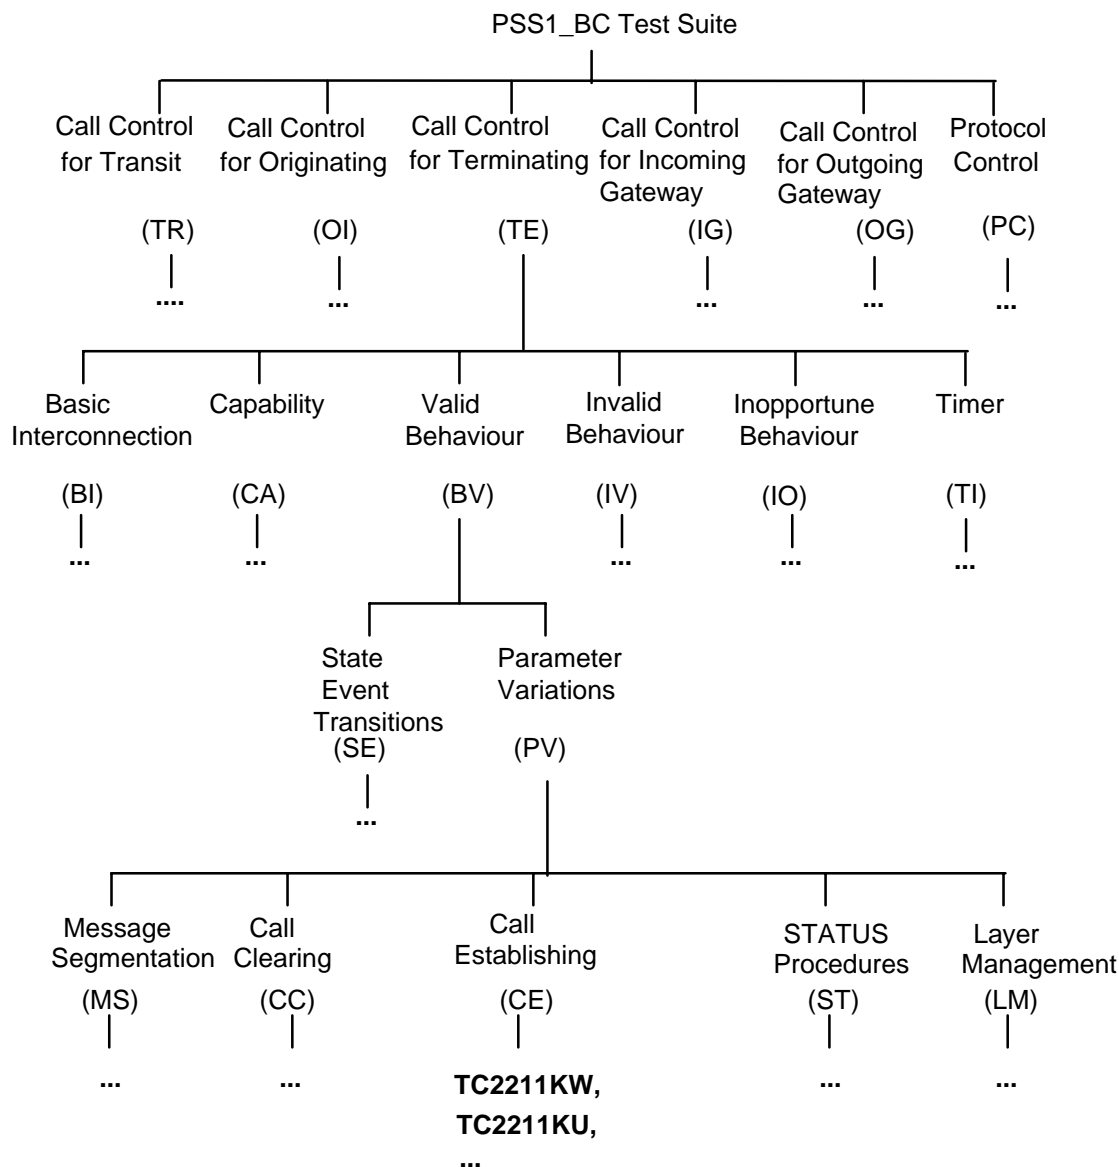 PSS1_BC Test Suite
Call Control
for Transit
(TR)
....
Call Control
for Originating
(OI)
...
Call Control
for Terminating
(TE)
Call Control
for Incoming
Gateway
(IG)
...
Call Control
for Outgoing
Gateway
(OG)
...
Protocol
Control
(PC)
...
Basic
Interconnection
(BI)
...
Capability
(CA)
...
Valid
Behaviour
(BV)
Invalid
Behaviour
(IV)
...
Inopportune
Behaviour
(IO)
...
Timer
(TI)
...
State
Event
Transitions
(SE)
...
Parameter
Variations
(PV)
Message
Segmentation
(MS)
...
Call
Clearing
(CC)
...
Call
Establishing
(CE)
TC2211KW,
TC2211KU,
...
STATUS
Procedures
(ST)
...
Layer
Management
(LM)
...